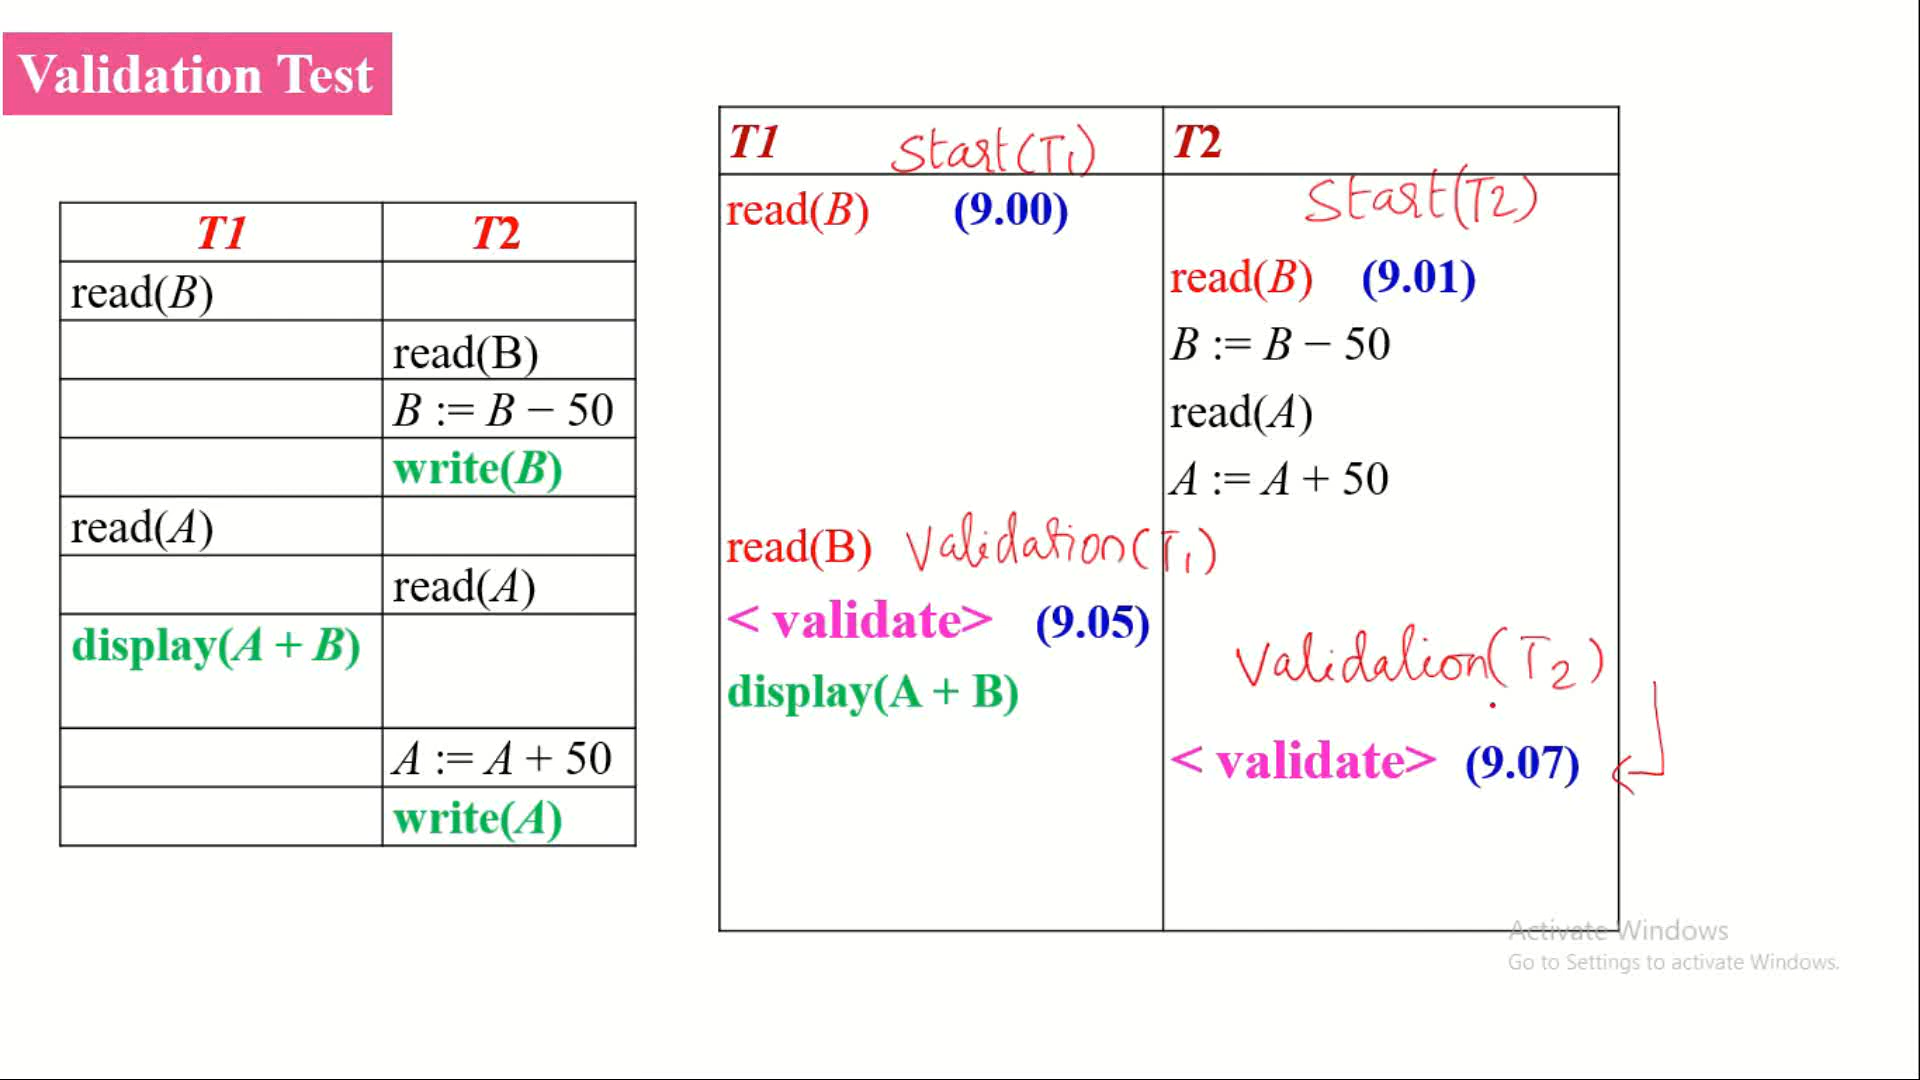 Validation Test
T1 T2
read(B)
read(B)
B := B − 50
write(B)
read(A)
read(A)
display(A + B)
A := A + 50
write(A)
T1 Start(T1) T2
Start(T2)
read(B) (9.00)
read(B) (9.01)
B := B − 50
read(A)
A := A + 50
read(B) Validation(T1)
< validate> (9.05)
Validation(T2)
display(A + B)
< validate> (9.07)
Activate Windows
Go to Settings to activate Windows.